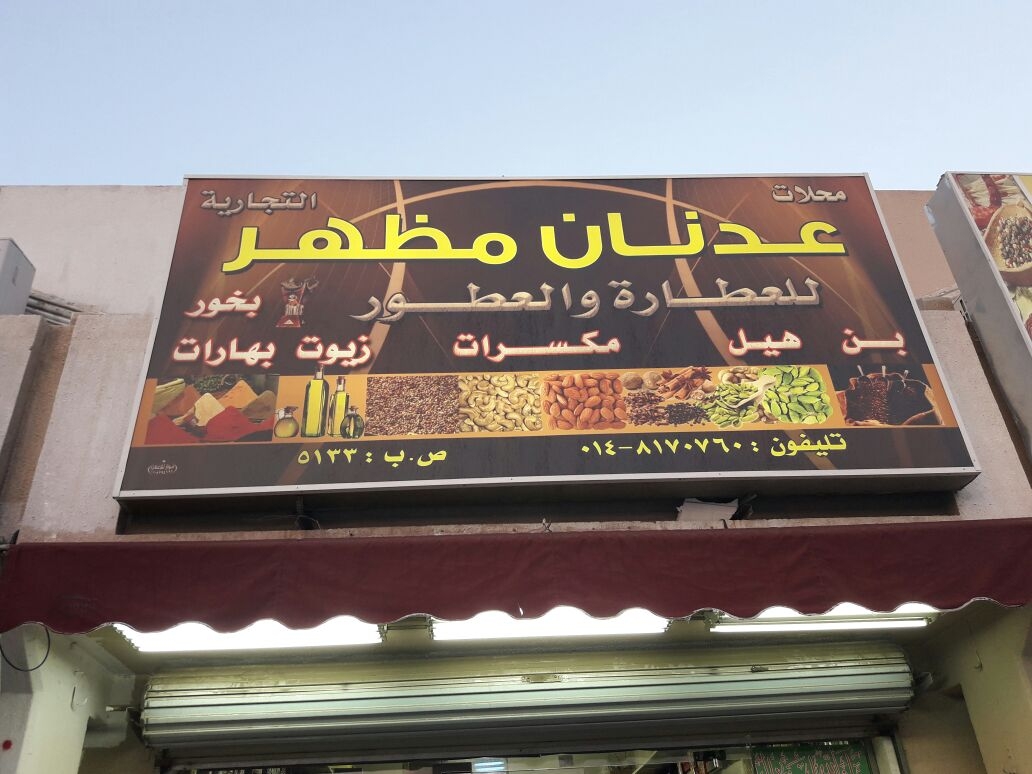 محلات التجارية
عدنان مظهر
للعطارة والعطور
بخور
بن هيل مكسرات زيوت بهارات
تليفون : ٠١٤-٨١٧٠٧٦٠ ص.ب : ٥١٣٣